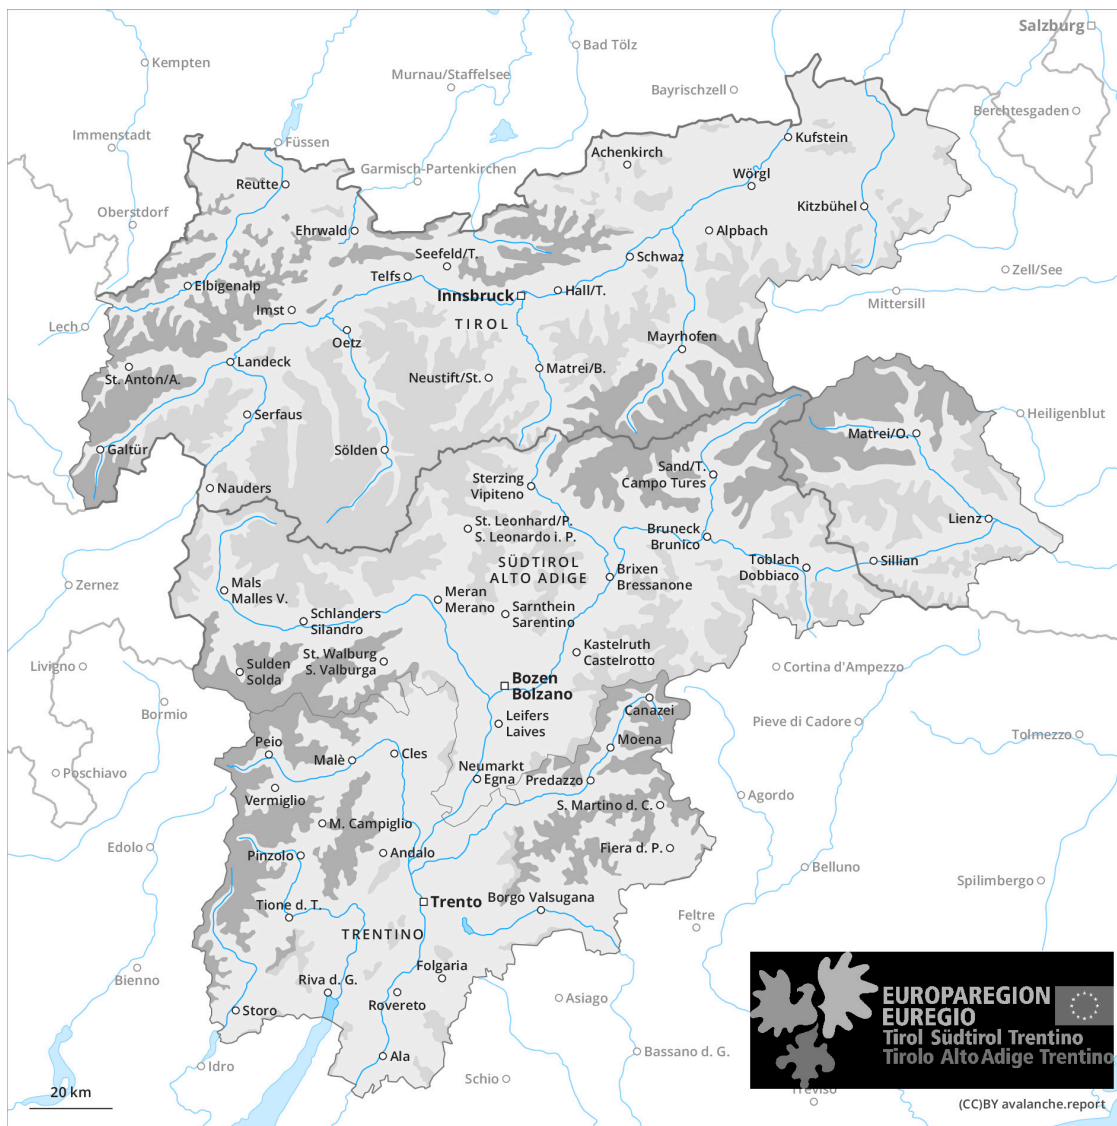 Salzburg
Bad Tölz
Kempten
Murnau/Staffelsee
Bayrischzell
Berchtesgaden
Immenstadt
Füssen
Kufstein
Achenkirch
Garmisch-Partenkirchen
Wörgl
Reutte
Oberstdorf
Kitzbühel
Ehrwald
Alpbach
Seefeld/T.
Schwaz
Zell/See
Telfs
Elbigenalp
Hall/T.
Innsbruck
Mittersill
Imst
Lech
TIROL
Oetz
Mayrhofen
Landeck
Matrei/B.
St. Anton/A.
Neustift/St.
Serfaus
Heiligenblut
Matrei/O.
Galtür
Sölden
Sand/T.
Campo Tures
Sterzing
Vipiteno
Nauders
St. Leonhard/P.
S. Leonardo i. P.
Lienz
Bruneck
Brunico
SÜDTIROL
ALTO ADIGE
Toblach
Dobbiaco
Sillian
Brixen
Bressanone
Zernez
Mals
Malles V.
Meran
Merano
Sarnthein
Sarentino
Schlanders
Silandro
Kastelruth
Castelrotto
St. Walburg
S. Valburga
Livigno
Sulden
Solda
Cortina d'Ampezzo
Bozen
Bolzano
Canazei
Bormio
Leifers
Laives
Pieve di Cadore
Tolmezzo
Moena
Peio
Malè
Cles
Poschiavo
Neumarkt
Egna
Predazzo
Vermiglio
Agordo
S. Martino d. C.
M. Campiglio
Edolo
Pinzolo
Andalo
Fiera d. P.
Belluno
Spilimbergo
Borgo Valsugana
Trento
Tione d. T.
Feltre
TRENTINO
Bienno
Folgaria
Riva d. G.
Rovereto
Asiago
Storo
EUROPAREGION
EUREGIO
Tirol Südtirol Trentino
Tirolo Alto Adige Trentino
Ala
Bassano d. G.
Idro
Schio
Treviso
20 km
(CC)BY avalanche.report